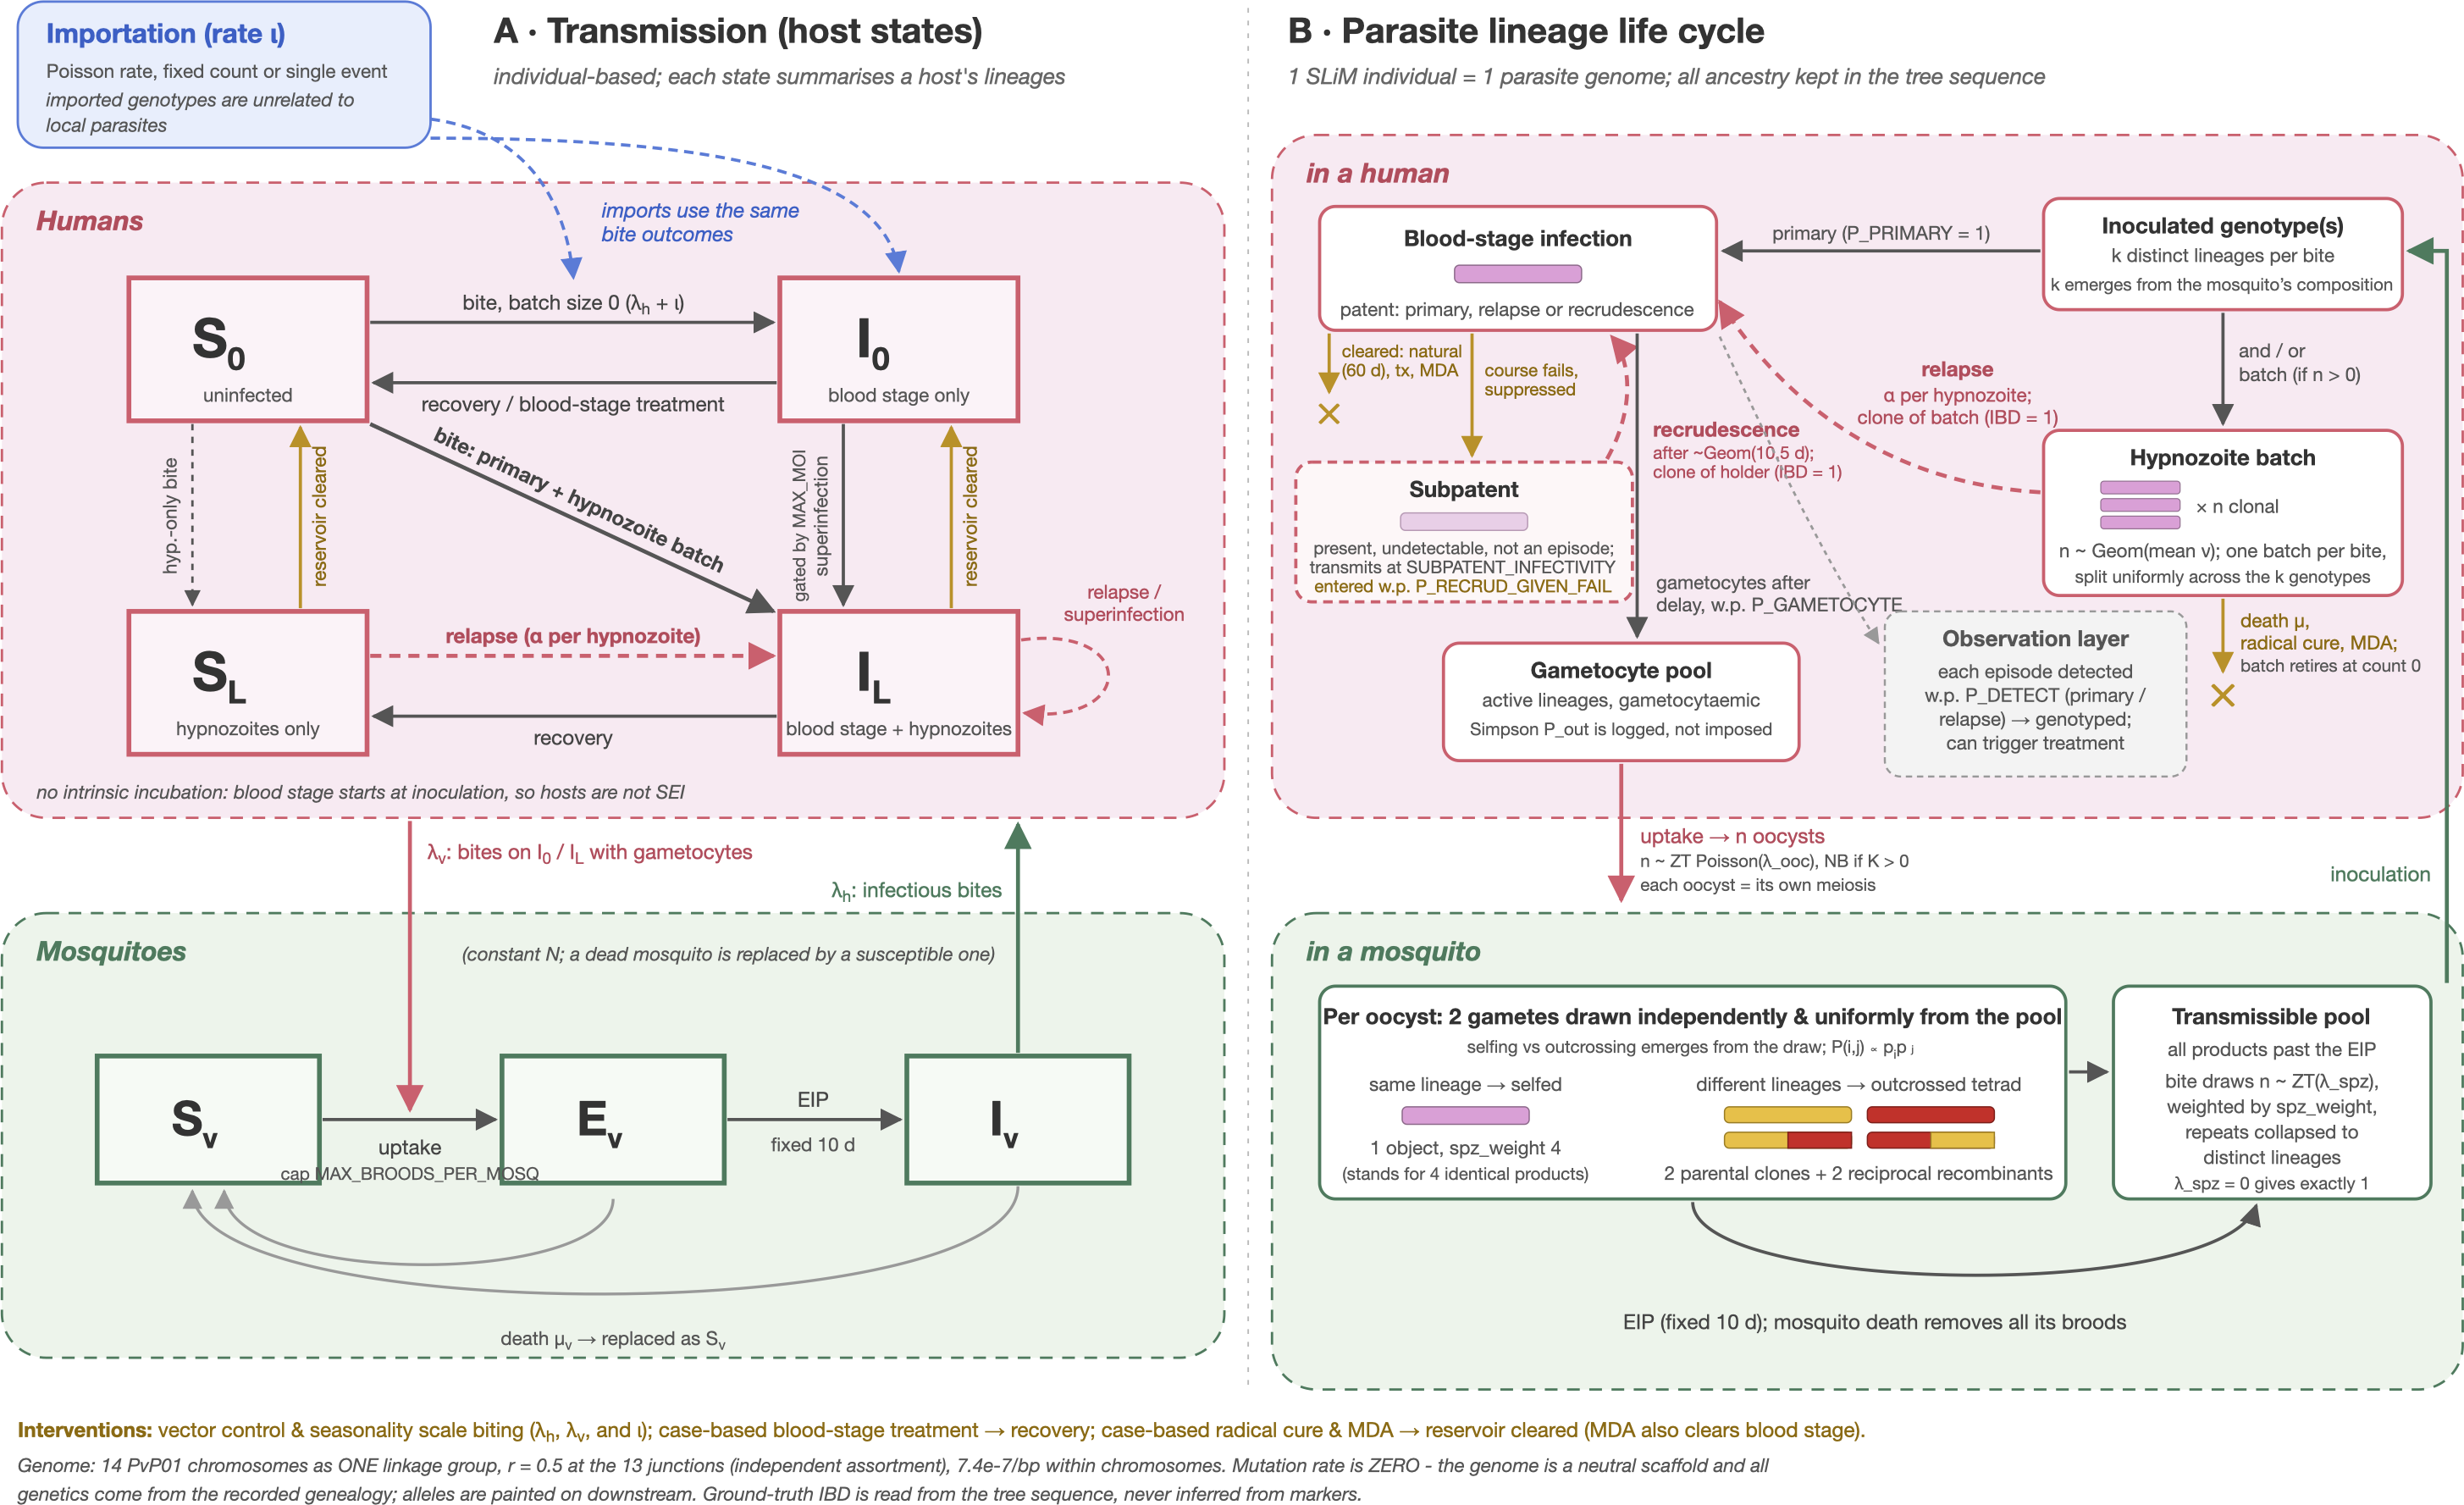 Importation (rate ι)
Poisson rate, fixed count or single event
imported genotypes are unrelated to
local parasites
A · Transmission (host states)
individual-based; each state summarises a host's lineages
imports use the same
bite outcomes
Humans
S0
uninfected
bite, batch size 0 (λh + ι)
I0
blood stage only
recovery / blood-stage treatment
bite: primary + hypnozoite batch
hyp.-only bite
reservoir cleared
gated by MAX_MOI
superinfection
reservoir cleared
SL
hypnozoites only
relapse (α per hypnozoite)
IL
blood stage + hypnozoites
recovery
relapse /
superinfection
no intrinsic incubation: blood stage starts at inoculation, so hosts are not SEI
λv: bites on I0 / IL with gametocytes
λh: infectious bites
Mosquitoes
(constant N; a dead mosquito is replaced by a susceptible one)
Sv
uptake
cap MAX_BROODS_PER_MOSQ
Ev
EIP
fixed 10 d
Iv
death μv → replaced as Sv
B · Parasite lineage life cycle
1 SLiM individual = 1 parasite genome; all ancestry kept in the tree sequence
in a human
Blood-stage infection
patent: primary, relapse or recrudescence
primary (P_PRIMARY = 1)
Inoculated genotype(s)
k distinct lineages per bite
k emerges from the mosquito’s composition
cleared: natural
(60 d), tx, MDA
course fails,
suppressed
and / or
batch (if n > 0)
relapse
α per hypnozoite;
clone of batch (IBD = 1)
recrudescence
after ~Geom(10.5 d);
clone of holder (IBD = 1)
Subpatent
present, undetectable, not an episode;
transmits at SUBPATENT_INFECTIVITY
entered w.p. P_RECRUD_GIVEN_FAIL
Hypnozoite batch
× n clonal
n ~ Geom(mean ν); one batch per bite,
split uniformly across the k genotypes
gametocytes after
delay, w.p. P_GAMETOCYTE
death μ,
radical cure, MDA;
batch retires at count 0
Gametocyte pool
active lineages, gametocytaemic
Simpson P_out is logged, not imposed
Observation layer
each episode detected
w.p. P_DETECT (primary /
relapse) → genotyped;
can trigger treatment
uptake → n oocysts
n ~ ZT Poisson(λ_ooc), NB if K > 0
each oocyst = its own meiosis
inoculation
in a mosquito
Per oocyst: 2 gametes drawn independently & uniformly from the pool
selfing vs outcrossing emerges from the draw; P(i,j) ∝ pipj
same lineage → selfed
1 object, spz_weight 4
(stands for 4 identical products)
different lineages → outcrossed tetrad
2 parental clones + 2 reciprocal recombinants
Transmissible pool
all products past the EIP
bite draws n ~ ZT(λ_spz),
weighted by spz_weight,
repeats collapsed to
distinct lineages
λ_spz = 0 gives exactly 1
EIP (fixed 10 d); mosquito death removes all its broods
Interventions: vector control & seasonality scale biting (λh, λv, and ι); case-based blood-stage treatment → recovery; case-based radical cure & MDA → reservoir cleared (MDA also clears blood stage).
Genome: 14 PvP01 chromosomes as ONE linkage group, r = 0.5 at the 13 junctions (independent assortment), 7.4e-7/bp within chromosomes. Mutation rate is ZERO - the genome is a neutral scaffold and all
genetics come from the recorded genealogy; alleles are painted on downstream. Ground-truth IBD is read from the tree sequence, never inferred from markers.